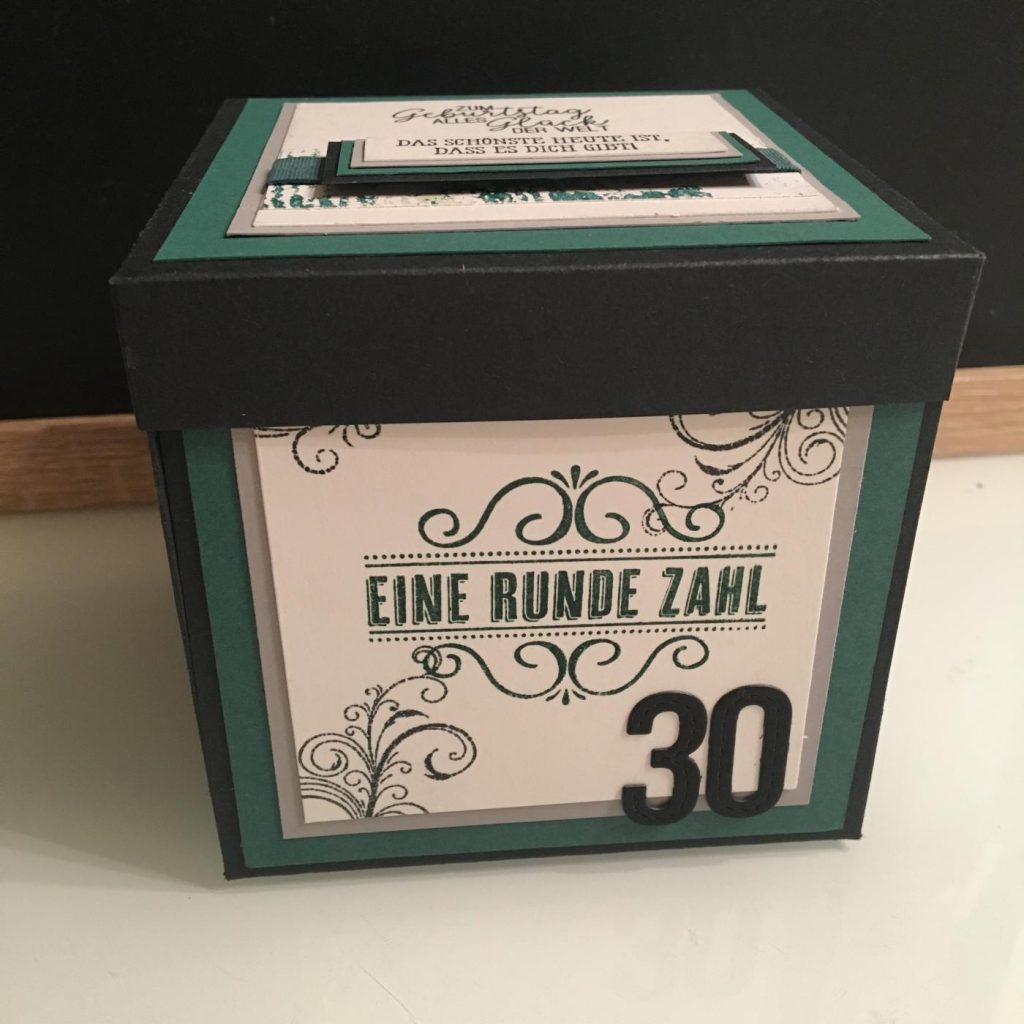 ZUM
Geburtstag
ALLES Glück
DER WELT
DAS SCHÖNSTE HEUTE IST,
DASS ES DICH GIBT!
EINE RUNDE ZAHL
30